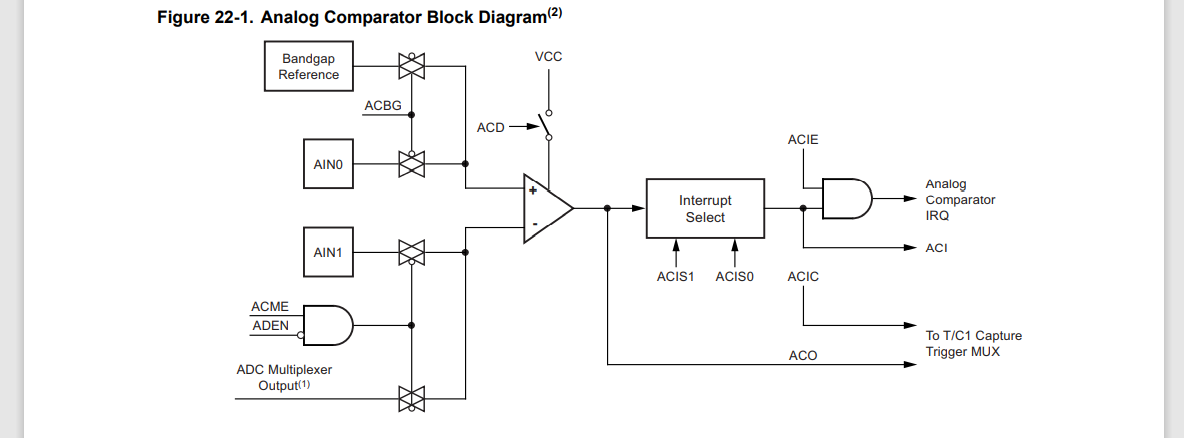 Figure 22-1. Analog Comparator Block Diagram(2)
Bandgap
Reference
VCC
ACBG
ACD
ACIE
AIN0
+
Analog
Comparator
IRQ
Interrupt
Select
-
AIN1
ACI
ACIS1
ACIS0
ACIC
ACME
ADEN
To T/C1 Capture
Trigger MUX
ACO
ADC Multiplexer
Output(1)